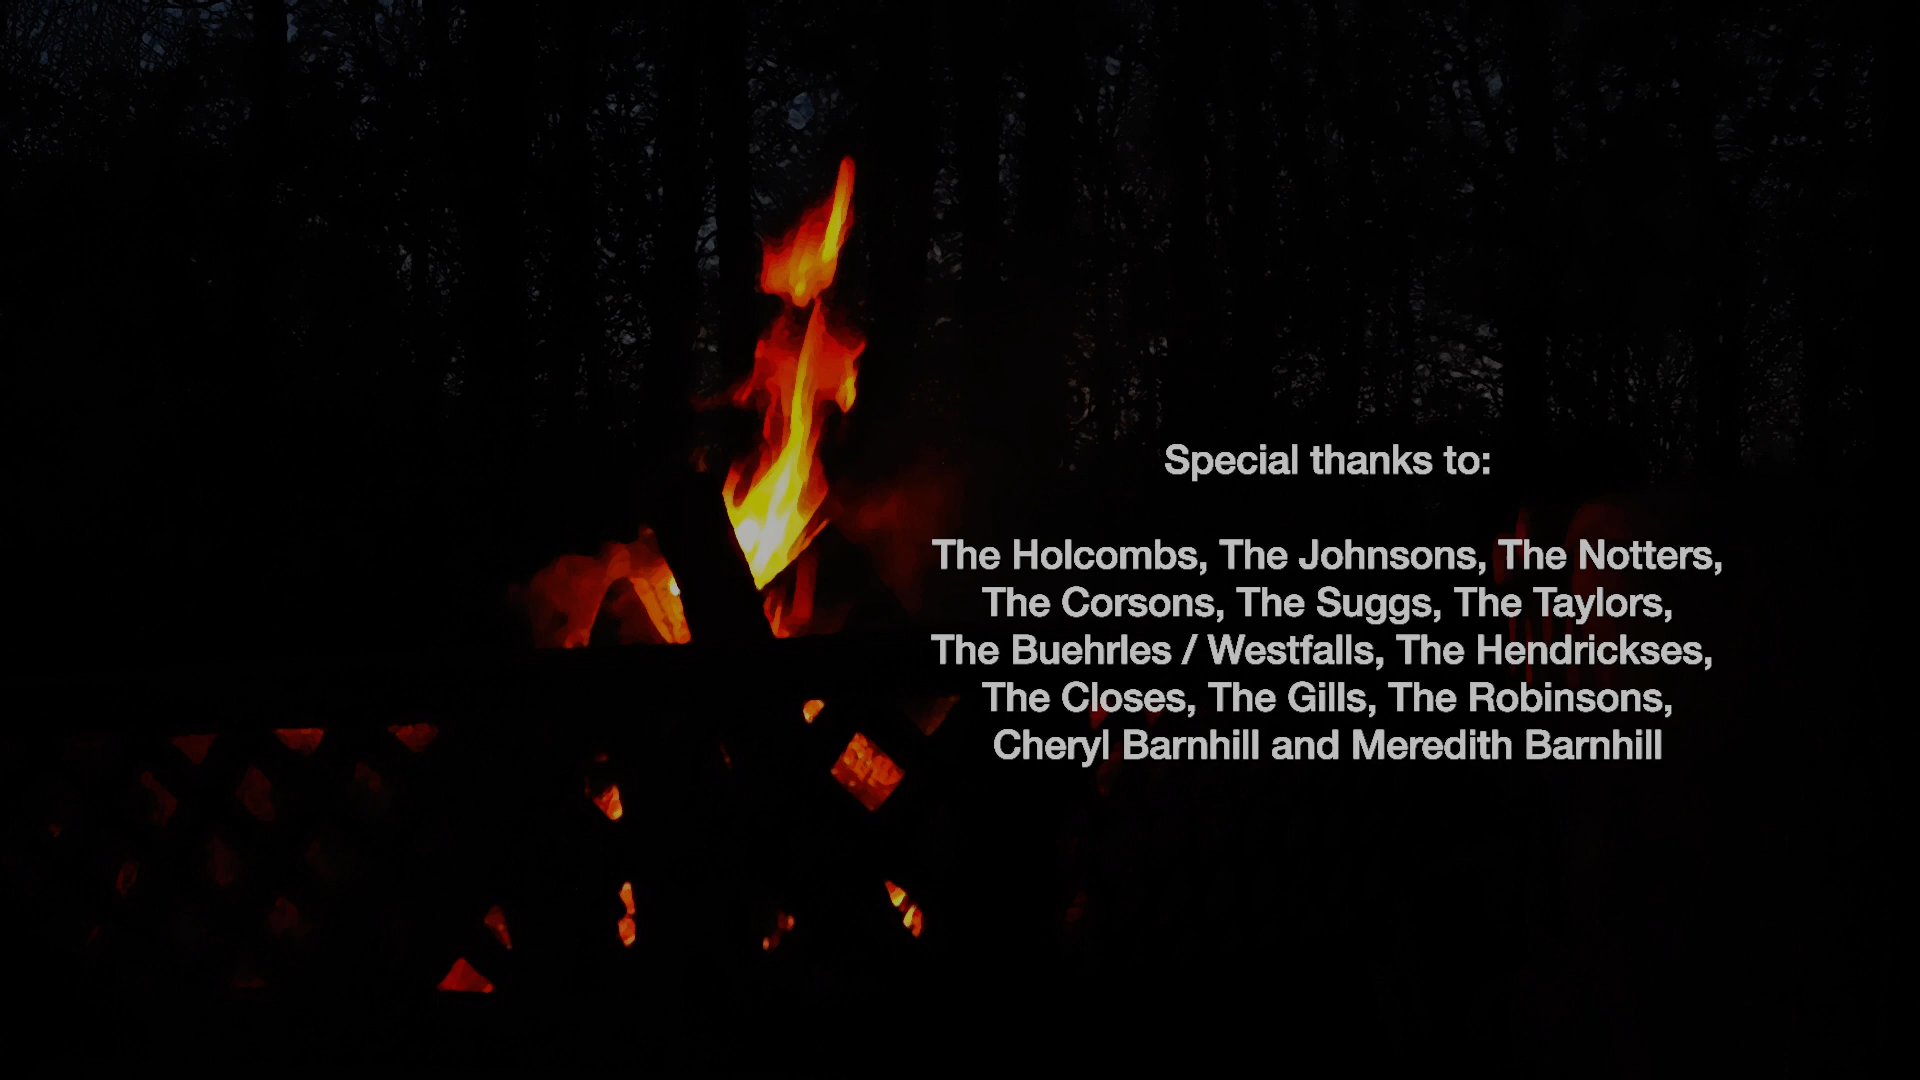 Special thanks to:
The Holcombs, The Johnsons, The Notters,
The Corsons, The Suggs, The Taylors,
The Buehrles / Westfalls, The Hendrickses,
The Closes, The Gills, The Robinsons,
Cheryl Barnhill and Meredith Barnhill